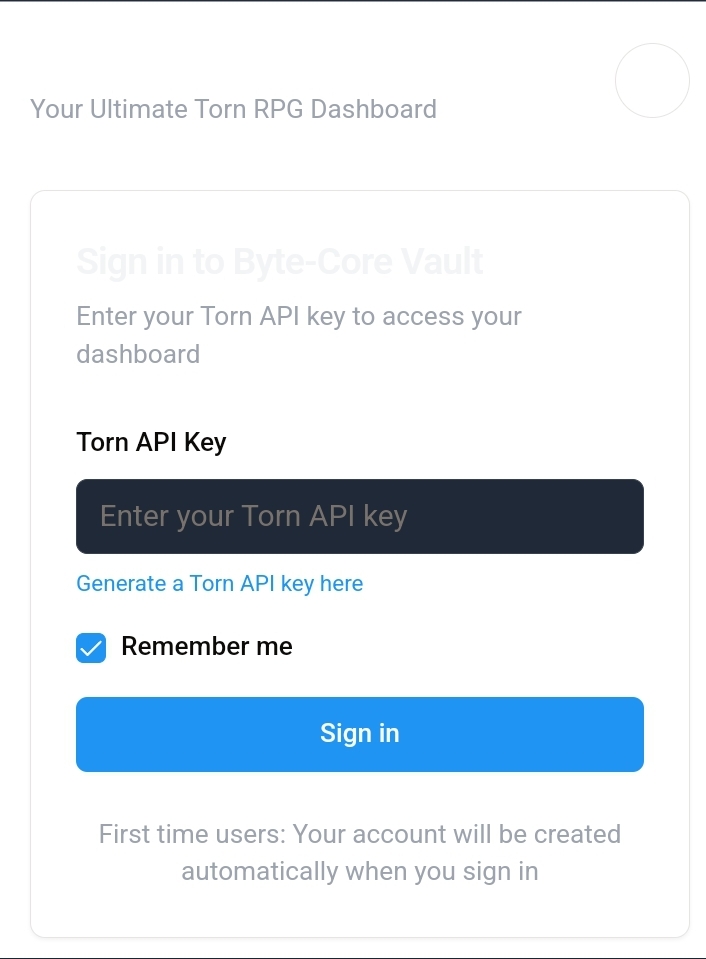 Your Ultimate Torn RPG Dashboard
Sign in to Byte-Core Vault
Enter your Torn API key to access your
dashboard
Torn API Key
Enter your Torn API key
Generate a Torn API key here
Remember me
Sign in
First time users: Your account will be created
automatically when you sign in